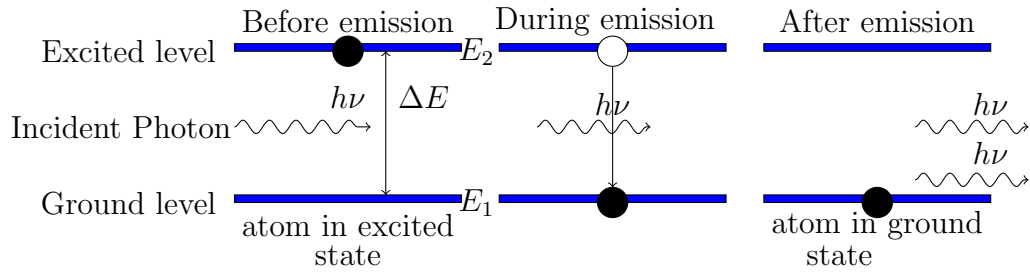 Before emission
During emission
After emission
Excited level
E₂
hν
ΔE
hν
hν
Incident Photon
hν
Ground level
E₁
atom in excited
state
atom in ground
state